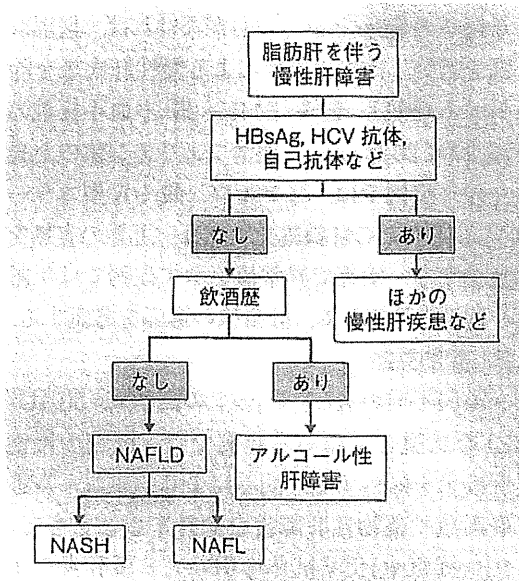 脂肪肝を伴う
慢性肝障害
HBsAg, HCV 抗体,
自己抗体など
なし
あり
飲酒歴
ほかの
慢性肝疾患など
なし
あり
NAFLD
アルコール性
肝障害
NASH
NAFL